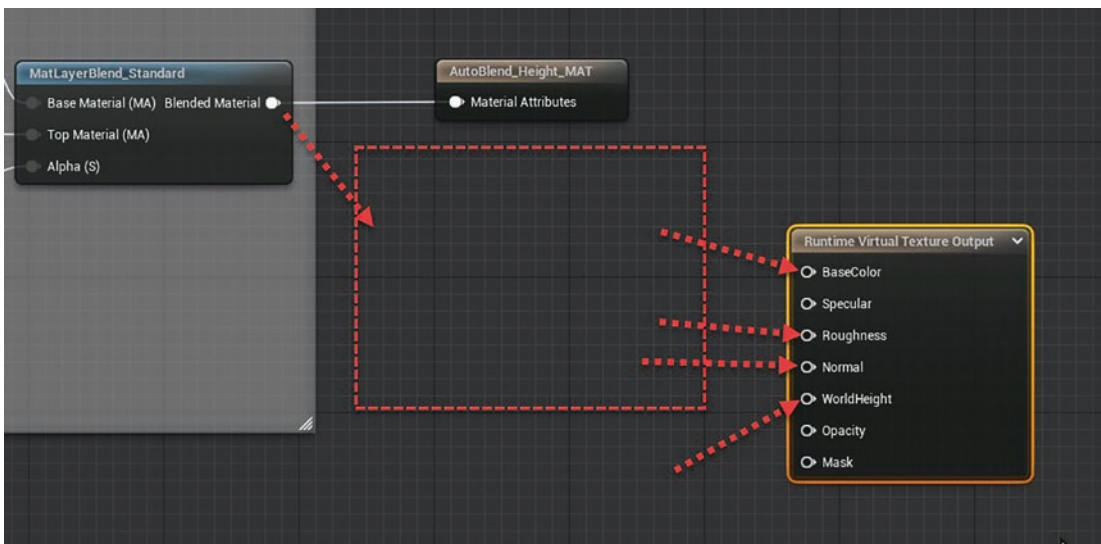 MatLayerBlend_Standard
Base Material (MA) Blended Material
Top Material (MA)
Alpha (S)
AutoBlend_Height_MAT
Material Attributes
Runtime Virtual Texture Output
BaseColor
Specular
Roughness
Normal
WorldHeight
Opacity
Mask